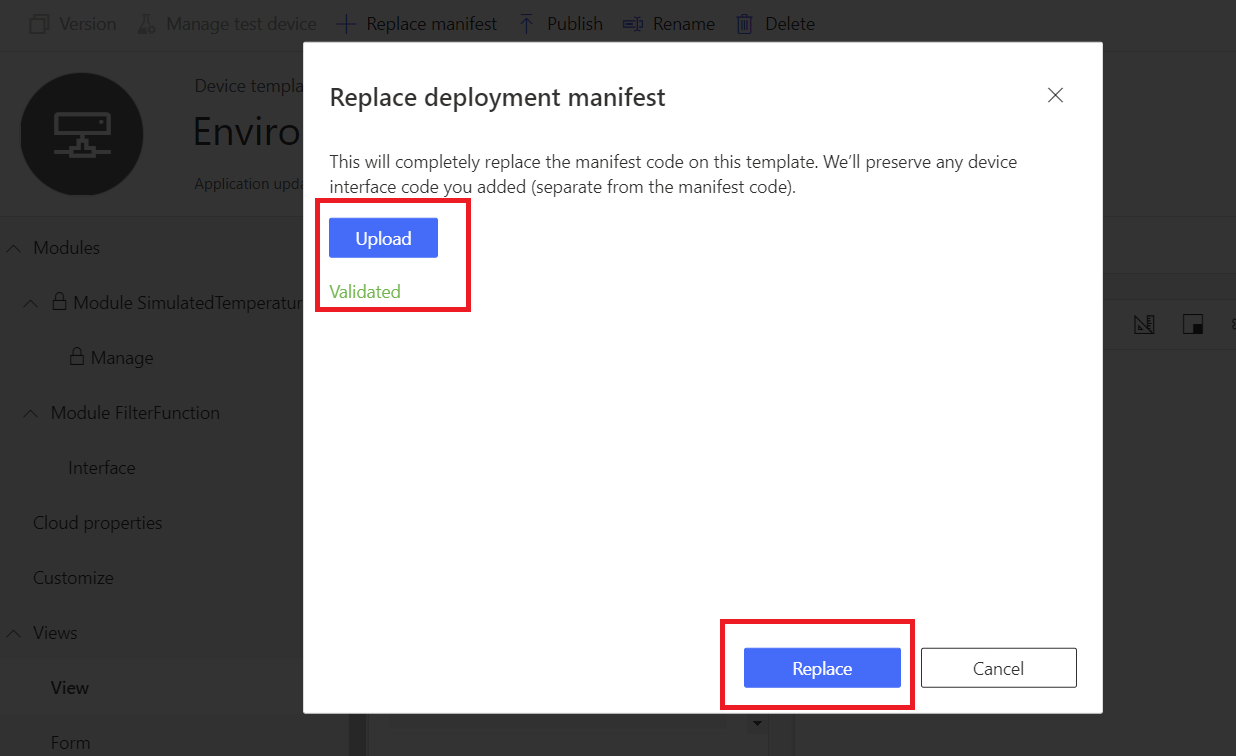 Version Manage test device Replace manifest Publish Rename Delete
Device templa
Enviro
Application upda
Replace deployment manifest
This will completely replace the manifest code on this template. We'll preserve any device
interface code you added (separate from the manifest code).
Upload
Validated
Replace Cancel
Modules
Module SimulatedTemperatur
Manage
Module FilterFunction
Interface
Cloud properties
Customize
Views
View
Form